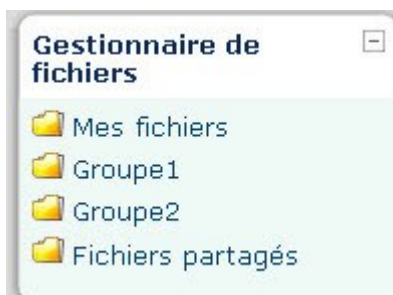 Gestionnaire de
fichiers
Mes fichiers
Groupe1
Groupe2
Fichiers partagés